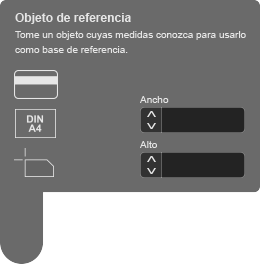 Objeto de referencia
Tome un objeto cuyas medidas conozca para usarlo
como base de referencia.
Ancho
DIN
A4
Alto